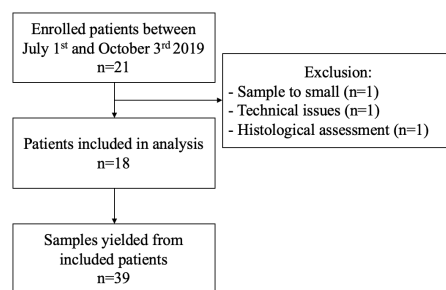 Enrolled patients between
July 1st and October 3rd 2019
n=21
Exclusion:
- Sample to small (n=1)
- Technical issues (n=1)
- Histological assessment (n=1)
Patients included in analysis
n=18
Samples yielded from
included patients
n=39